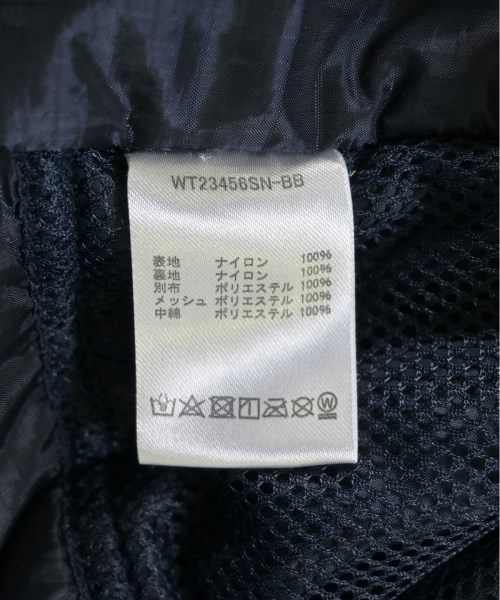 WT23456SN-BB
表地 ナイロン 100%
裏地 ナイロン 100%
別布 ポリエステル 100%
メッシュ ポリエステル 100%
中綿 ポリエステル 100%
W